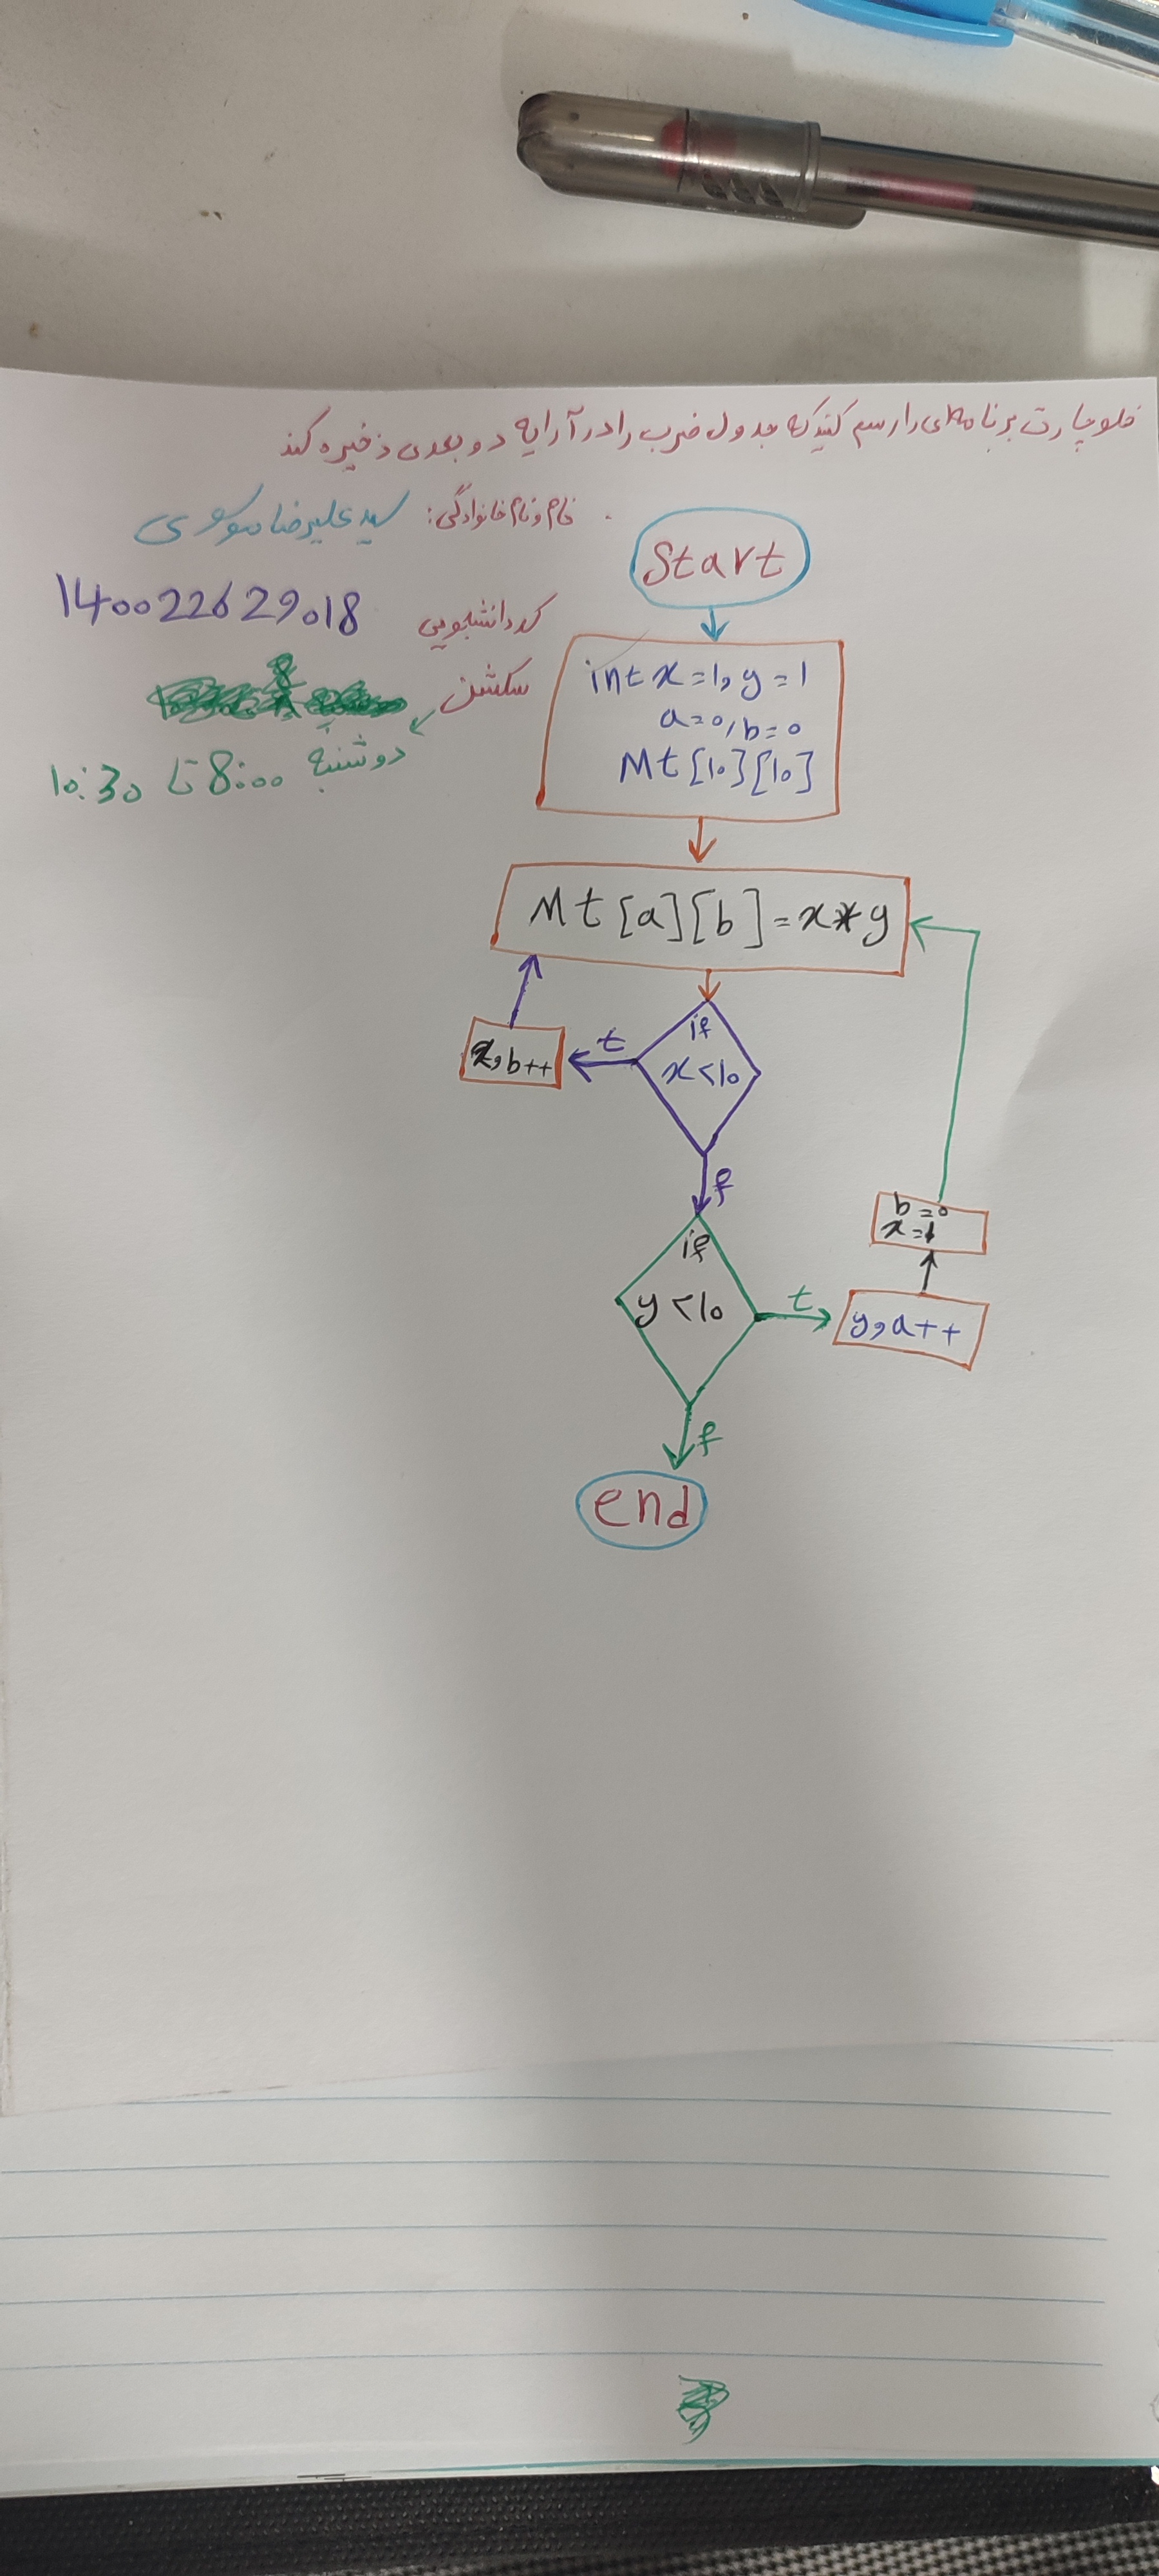 فلوچارت برنامه‌ای را رسم کنید که جدول ضرب را در آرایه دو بعدی ذخیره کند
نام و نام خانوادگی: سید علیرضا موسوی
کد دانشجویی 140022629018
سکشن
دوشنبه 8:00 تا 10:30
Start
int x=1, y=1
a=0, b=0
Mt[10][10]
Mt[a][b]=x*y
if
x<10
t
x, b++
f
if
y<10
t
y, a++
b=0
x=1
f
end